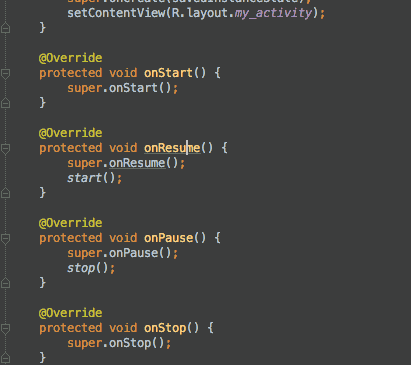 super.onCreate(savedInstanceState);
setContentView(R.layout.my_activity);
}
@Override
protected void onStart() {
super.onStart();
}
@Override
protected void onResume() {
super.onResume();
start();
}
@Override
protected void onPause() {
super.onPause();
stop();
}
@Override
protected void onStop() {
super.onStop();
}